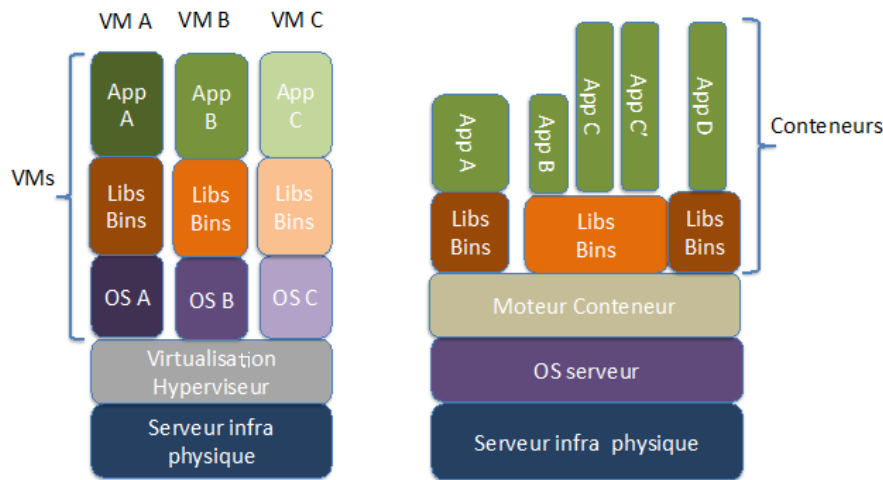 VM A
VM B
VM C
VMs
App
A
App
B
App
C
Libs
Bins
Libs
Bins
Libs
Bins
OS A
OS B
OS C
Virtualisation
Hyperviseur
Serveur infra
physique
App A
App B
App C
App C'
App D
Conteneurs
Libs
Bins
Libs
Bins
Libs
Bins
Moteur Conteneur
OS serveur
Serveur infra physique